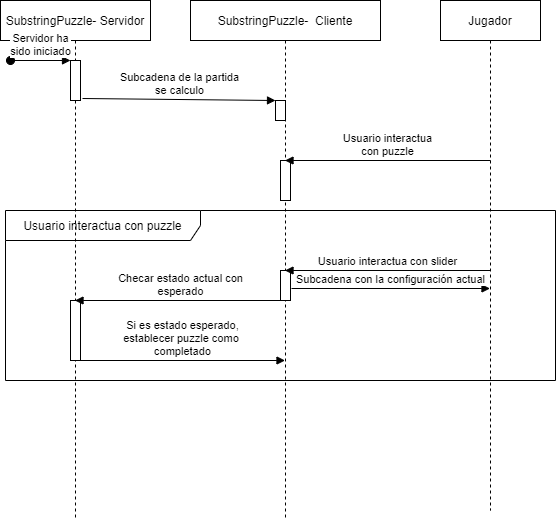 SubstringPuzzle- Servidor
SubstringPuzzle-  Cliente
Jugador
Servidor ha
sido iniciado
Subcadena de la partida
se calculo
Usuario interactua
con puzzle
Usuario interactua con puzzle
Usuario interactua con slider
Subcadena con la configuración actual
Checar estado actual con
esperado
Si es estado esperado,
establecer puzzle como
completado